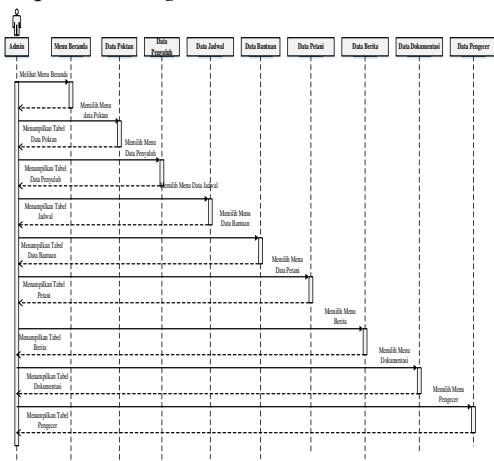 Admin
Menu Beranda
Data Poktan
Data
Penyuluh
Data Jadwal
Data Bantuan
Data Petani
Data Berita
Data Dokumentasi
Data Pengecer
Melihat Menu Beranda
Memilih Menu
data Poktan
Menampilkan Tabel
Data Poktan
Memilih Menu
Data Penyuluh
Menampilkan Tabel
Data Penyuluh
Memilih Menu Data Jadwal
Menampilkan Tabel
Jadwal
Memilih Menu
Data Bantuan
Menampilkan Tabel
Data Bantuan
Memilih Menu
Data Petani
Menampilkan Tabel
Petani
Memilih Menu
Berita
Menampilkan Tabel
Berita
Memilih Menu
Dokumentasi
Menampilkan Tabel
Dokumentasi
Memilih Menu
Pengecer
Menampilkan Tabel
Pengecer